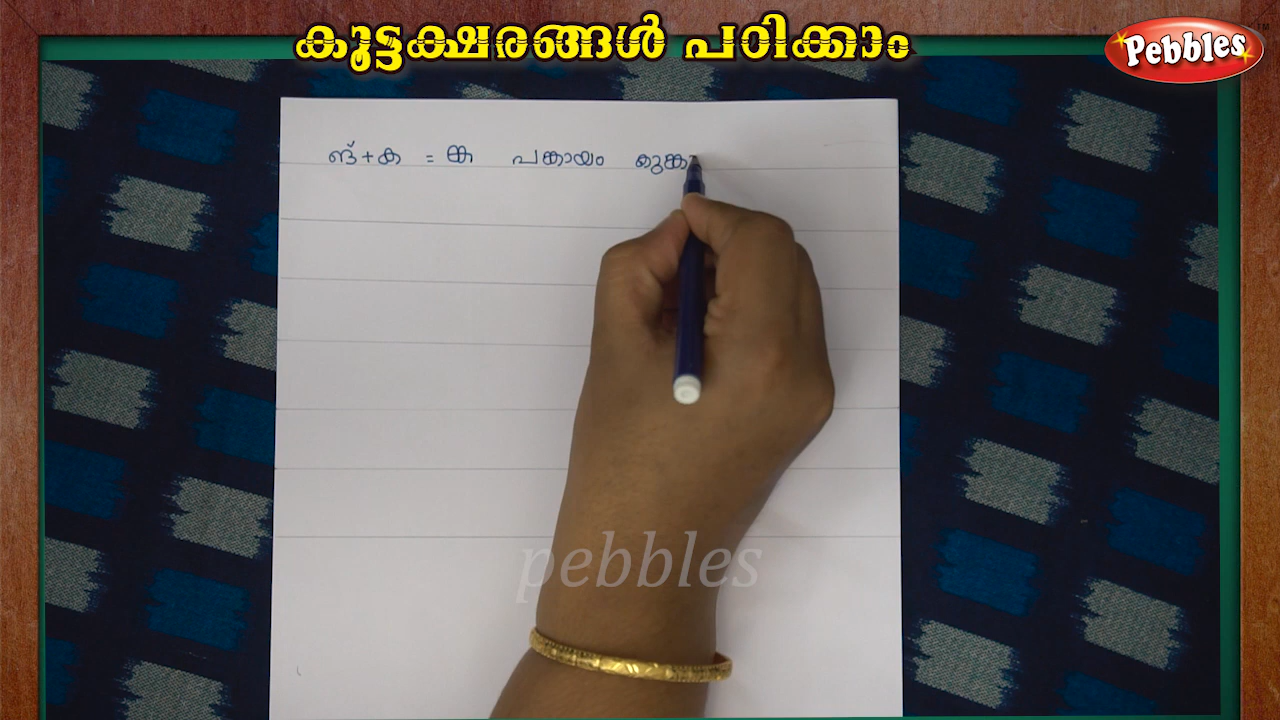 കൂട്ടക്ഷരങ്ങൾ പഠിക്കാം
Pebbles
ങ്+ക = ങ്ക പങ്കായം
pebbles